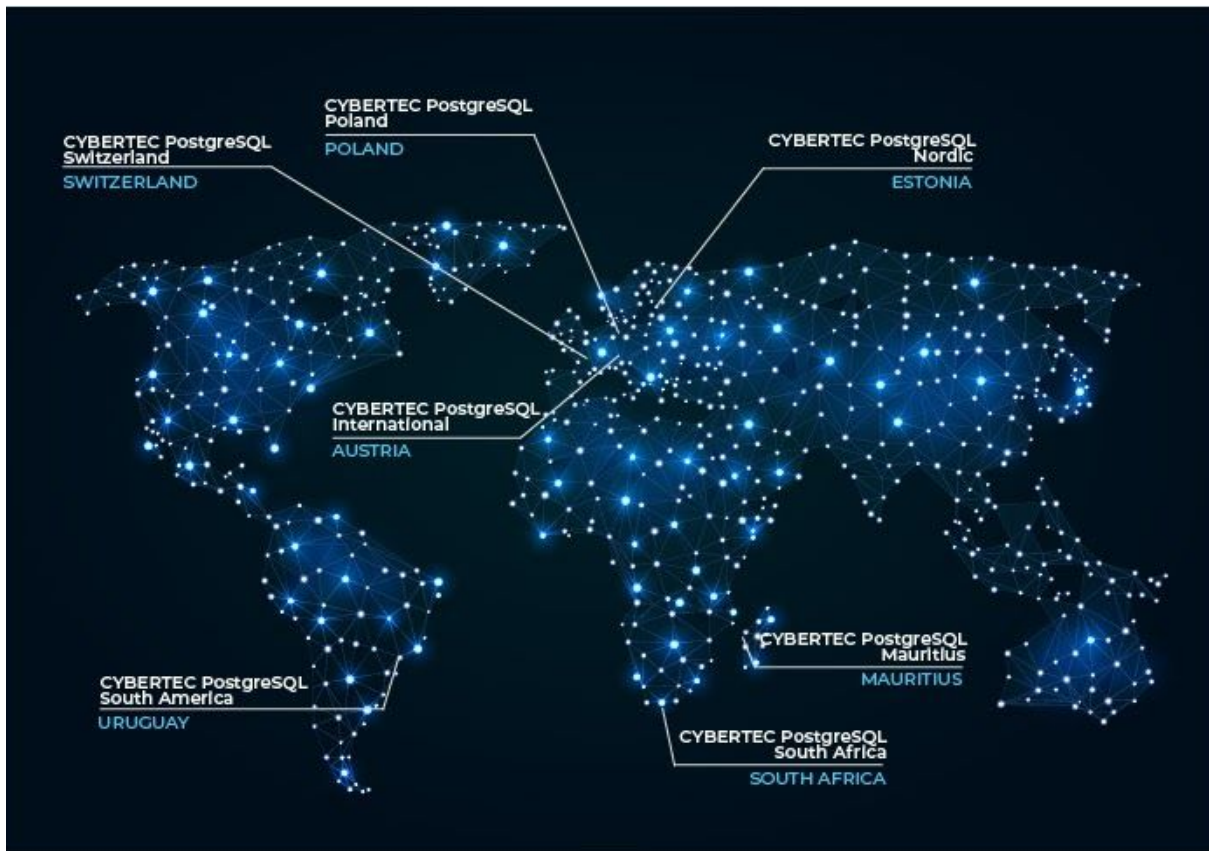 CYBERTEC PostgreSQL
Poland
POLAND
CYBERTEC PostgreSQL
Switzerland
SWITZERLAND
CYBERTEC PostgreSQL
Nordic
ESTONIA
CYBERTEC PostgreSQL
International
AUSTRIA
CYBERTEC PostgreSQL
Mauritius
MAURITIUS
CYBERTEC PostgreSQL
South America
URUGUAY
CYBERTEC PostgreSQL
South Africa
SOUTH AFRICA